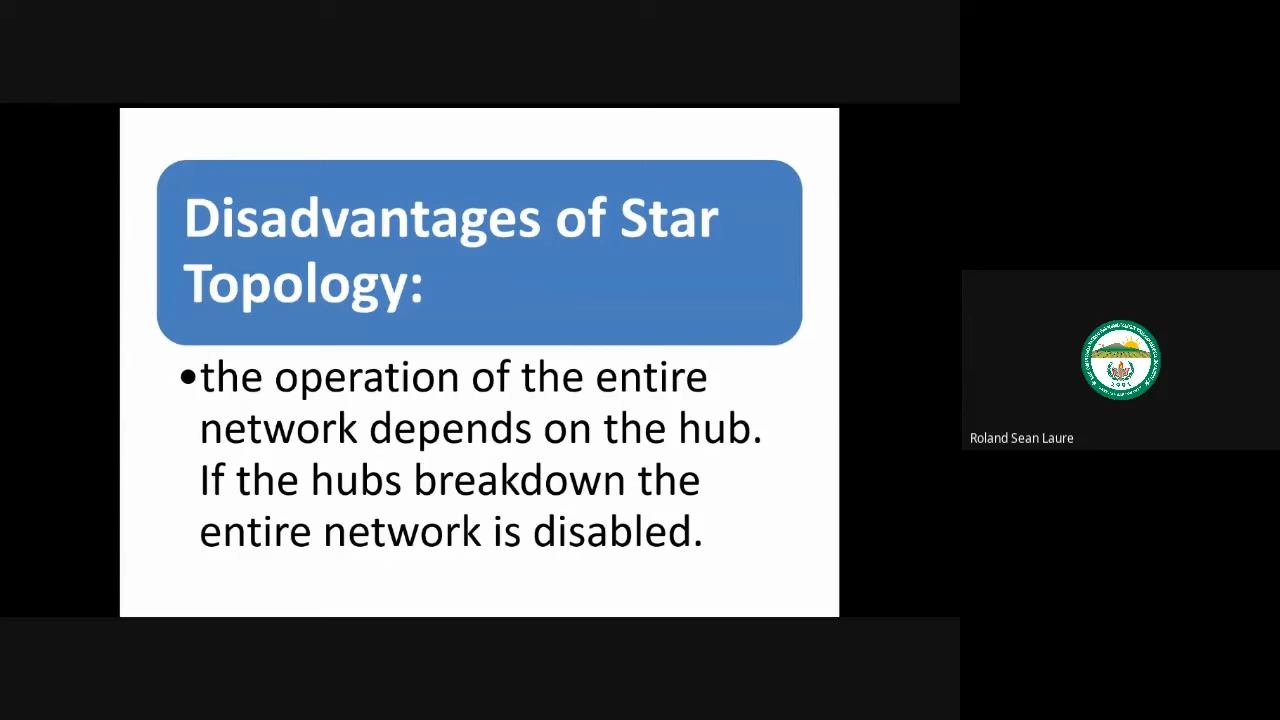 Disadvantages of Star
Topology:
•the operation of the entire
network depends on the hub.
If the hubs breakdown the
entire network is disabled.
Roland Sean Laure